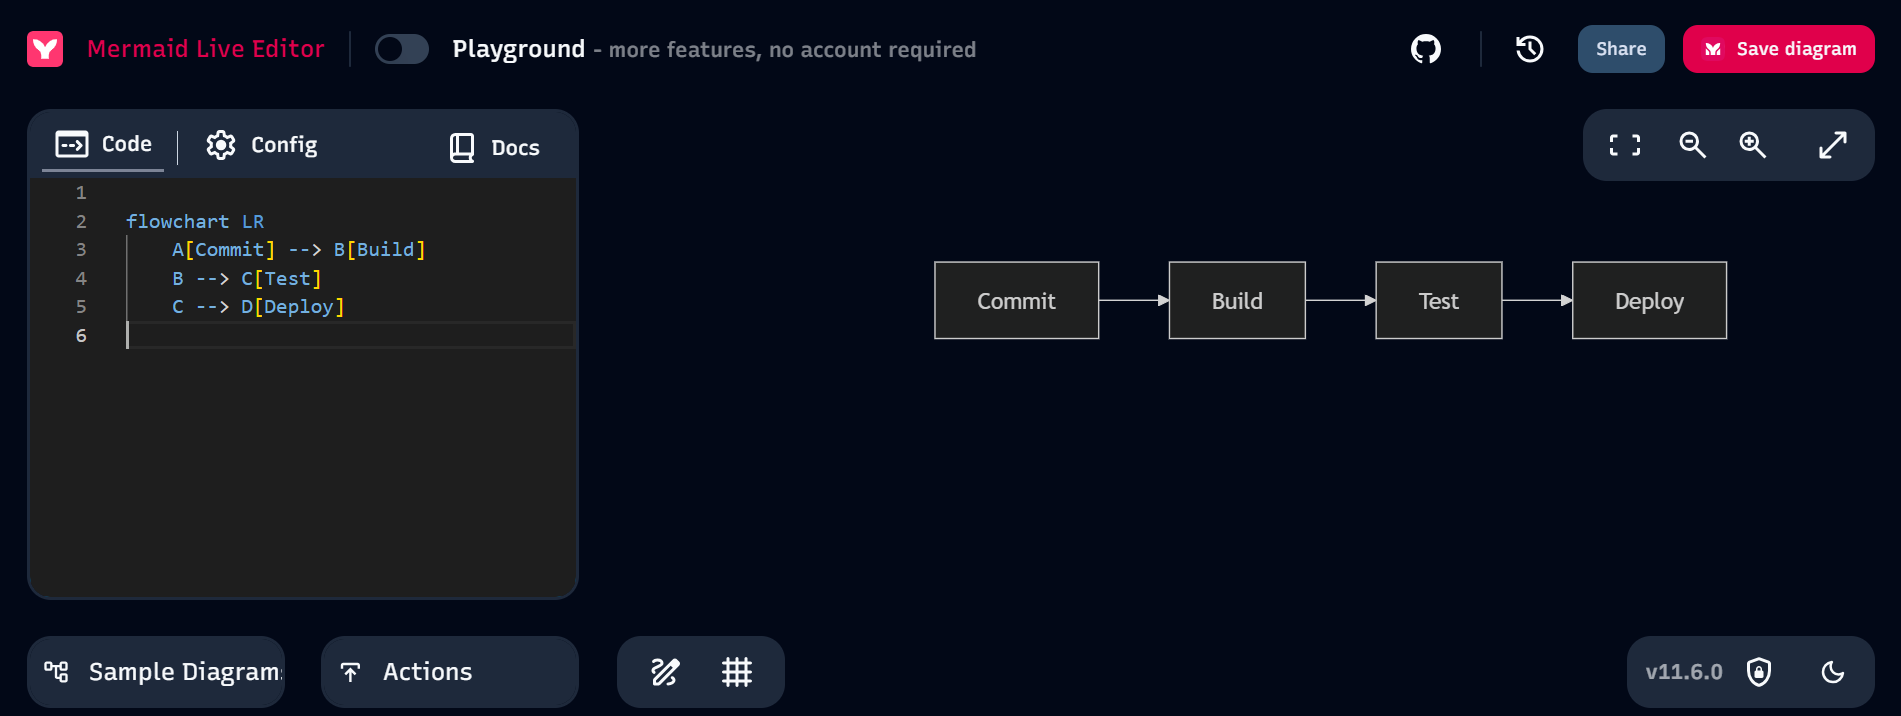 Mermaid Live Editor
Playground - more features, no account required
Share
Save diagram
Code
Config
Docs
1
2 flowchart LR
3 A[Commit] --> B[Build]
4 B --> C[Test]
5 C --> D[Deploy]
6
Commit
Build
Test
Deploy
Sample Diagram
Actions
v11.6.0